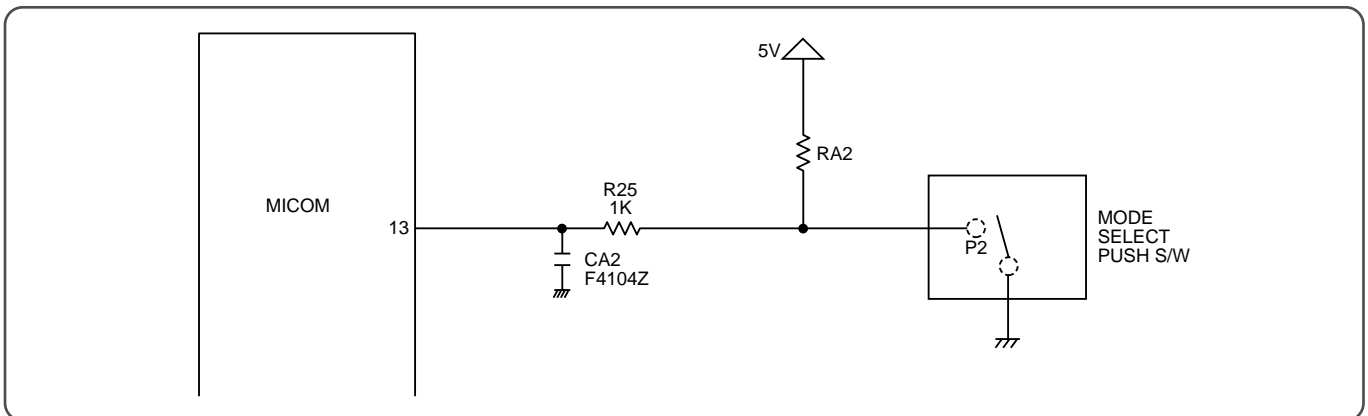 5V
RA2
R25
1K
MICOM
13
CA2
F4104Z
P2
MODE
SELECT
PUSH S/W